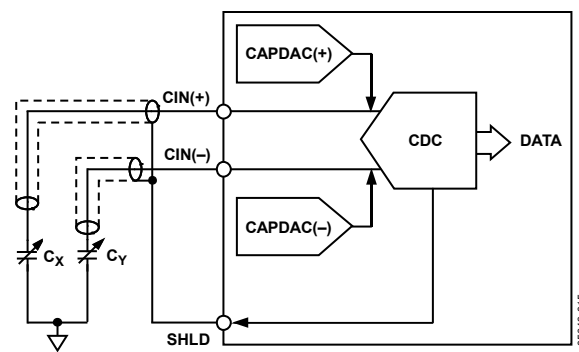 CAPDAC(+)
CIN(+)
CDC
DATA
CIN(–)
CAPDAC(–)
CX
CY
SHLD